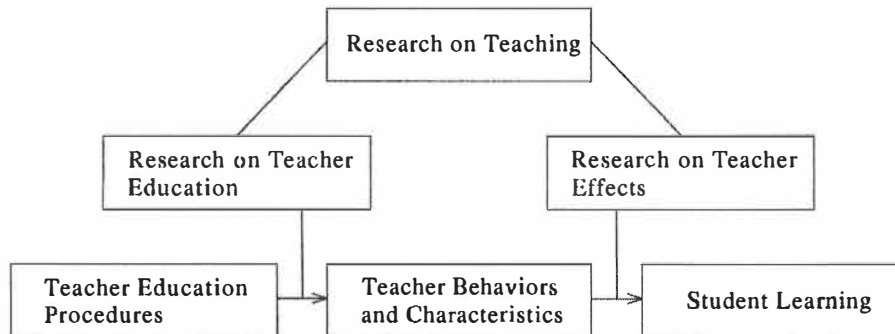 Research on Teaching
Research on Teacher
Education
Research on Teacher
Effects
Teacher Education
Procedures
Teacher Behaviors
and Characteristics
Student Learning